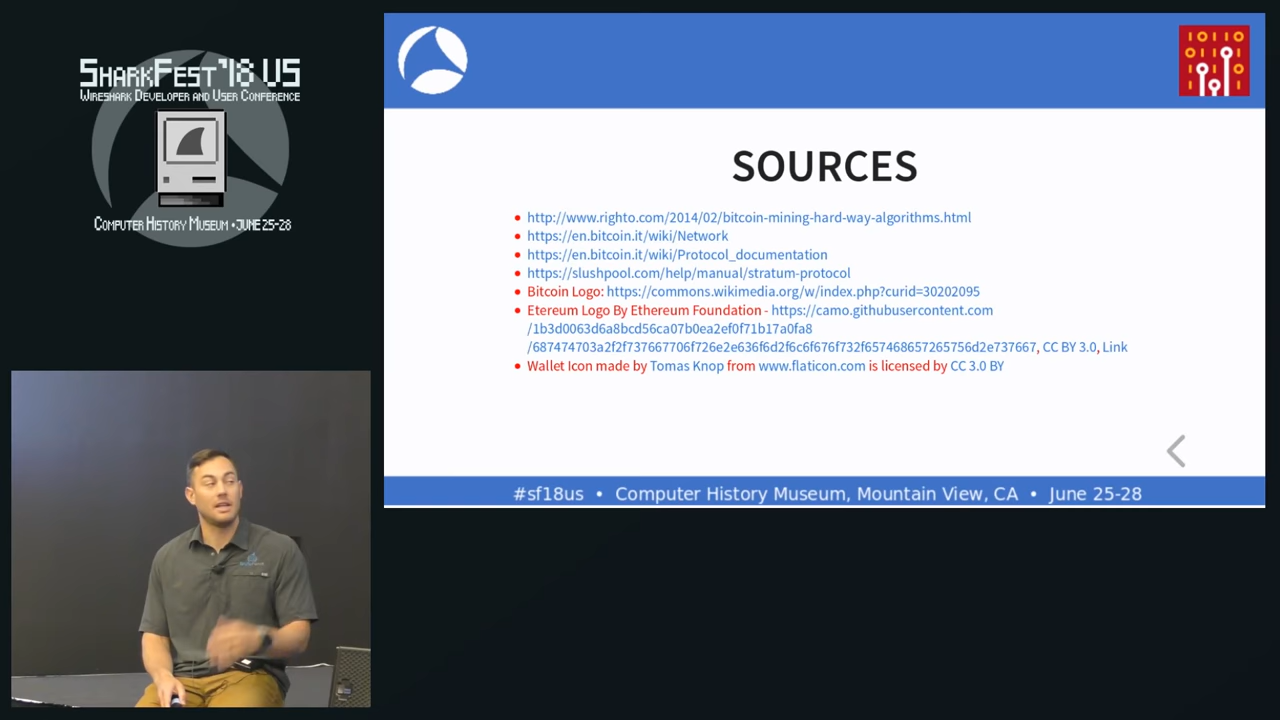 SHARKFEST'18 US
WIRESHARK DEVELOPER AND USER CONFERENCE
COMPUTER HISTORY MUSEUM • JUNE 25-28
SOURCES
• http://www.righto.com/2014/02/bitcoin-mining-hard-way-algorithms.html
• https://en.bitcoin.it/wiki/Network
• https://en.bitcoin.it/wiki/Protocol_documentation
• https://slushpool.com/help/manual/stratum-protocol
• Bitcoin Logo: https://commons.wikimedia.org/w/index.php?curid=30202095
• Etereum Logo By Ethereum Foundation - https://camo.githubusercontent.com
/1b3d0063d6a8bcd56ca07b0ea2ef0f71b17a0fa8
/687474703a2f2f737667706f726e2e636f6d2f6c6f676f732f657468657265756d2e737667, CC BY 3.0, Link
• Wallet Icon made by Tomas Knop from www.flaticon.com is licensed by CC 3.0 BY
#sf18us • Computer History Museum, Mountain View, CA • June 25-28